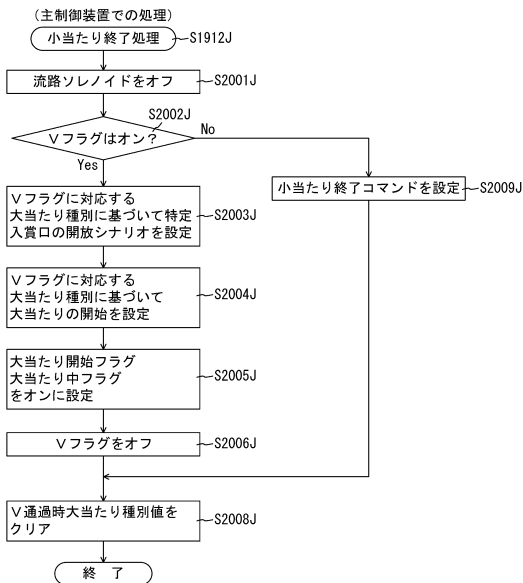 (主制御装置での処理)
小当たり終了処理
S1912J
流路ソレノイドをオフ
S2001J
S2002J
Vフラグはオン?
No
Yes
小当たり終了コマンドを設定
S2009J
Vフラグに対応する
大当たり種別に基づいて特定
入賞口の開放シナリオを設定
S2003J
Vフラグに対応する
大当たり種別に基づいて
大当たりの開始を設定
S2004J
大当たり開始フラグ
大当たり中フラグ
をオンに設定
S2005J
Vフラグをオフ
S2006J
V通過時大当たり種別値を
クリア
S2008J
終 了